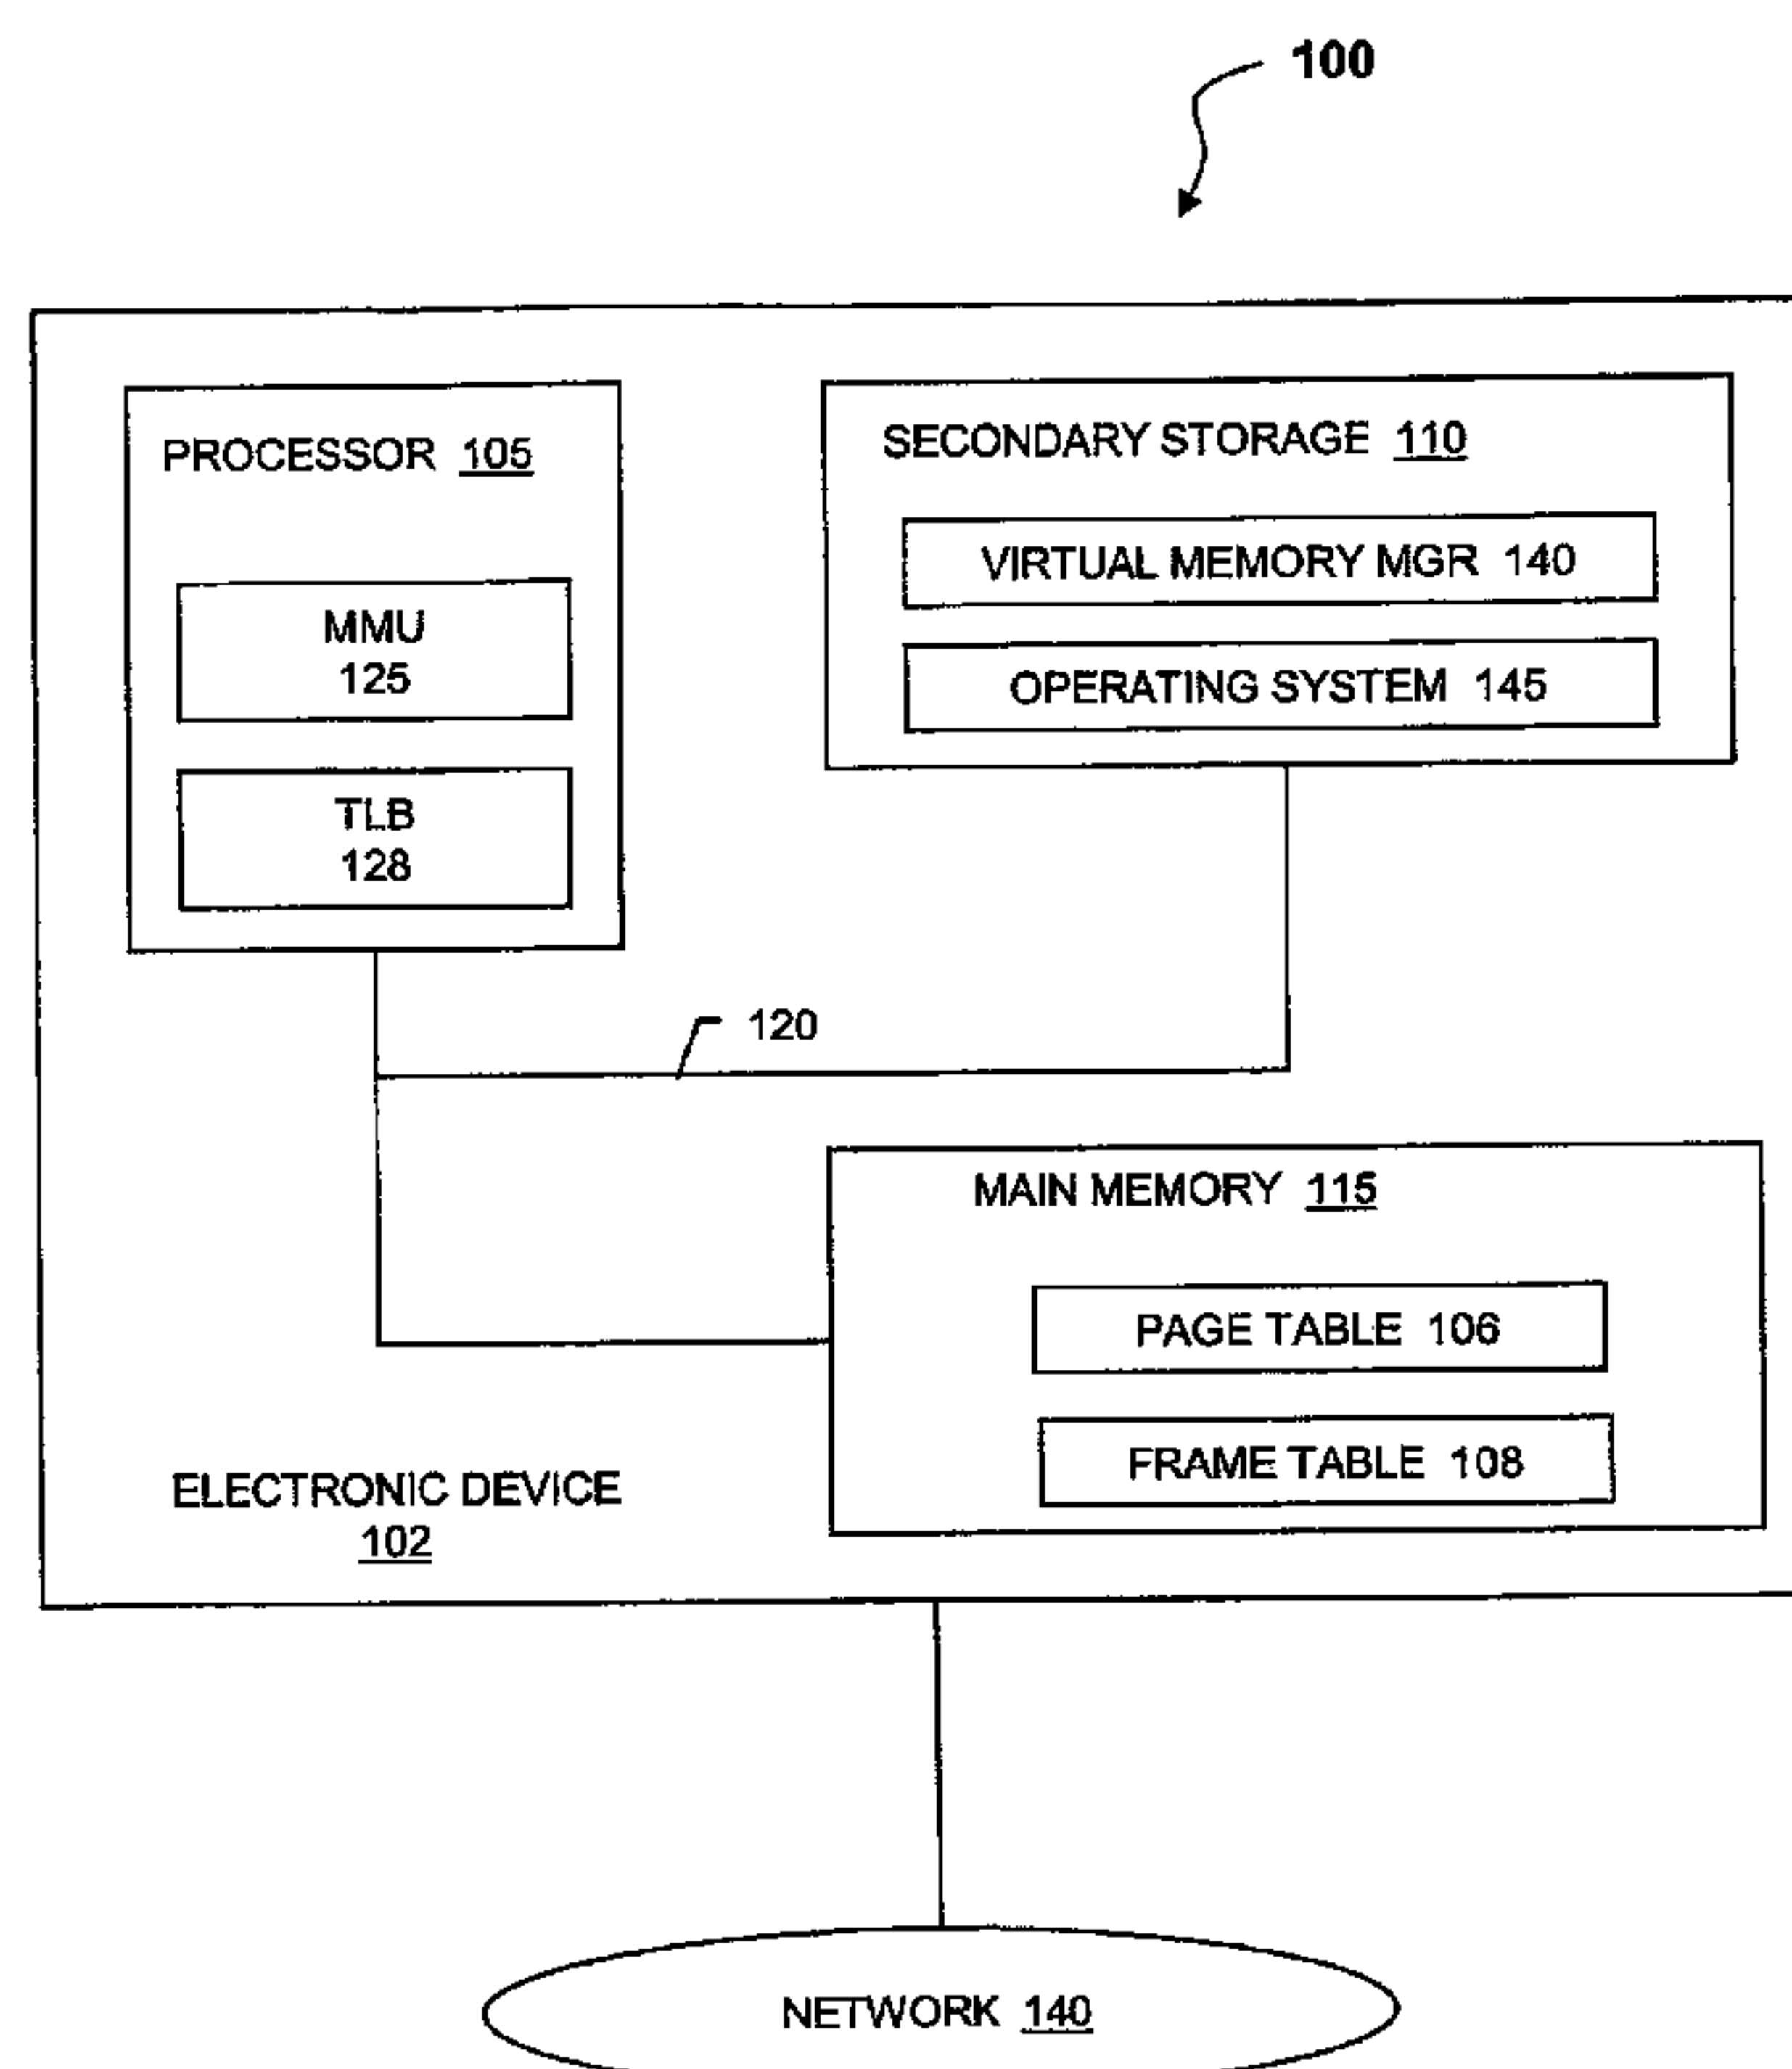 100
PROCESSOR 105
MMU
125
TLB
128
SECONDARY STORAGE 110
VIRTUAL MEMORY MGR 140
OPERATING SYSTEM 145
120
MAIN MEMORY 115
PAGE TABLE 106
FRAME TABLE 108
ELECTRONIC DEVICE
102
NETWORK 140